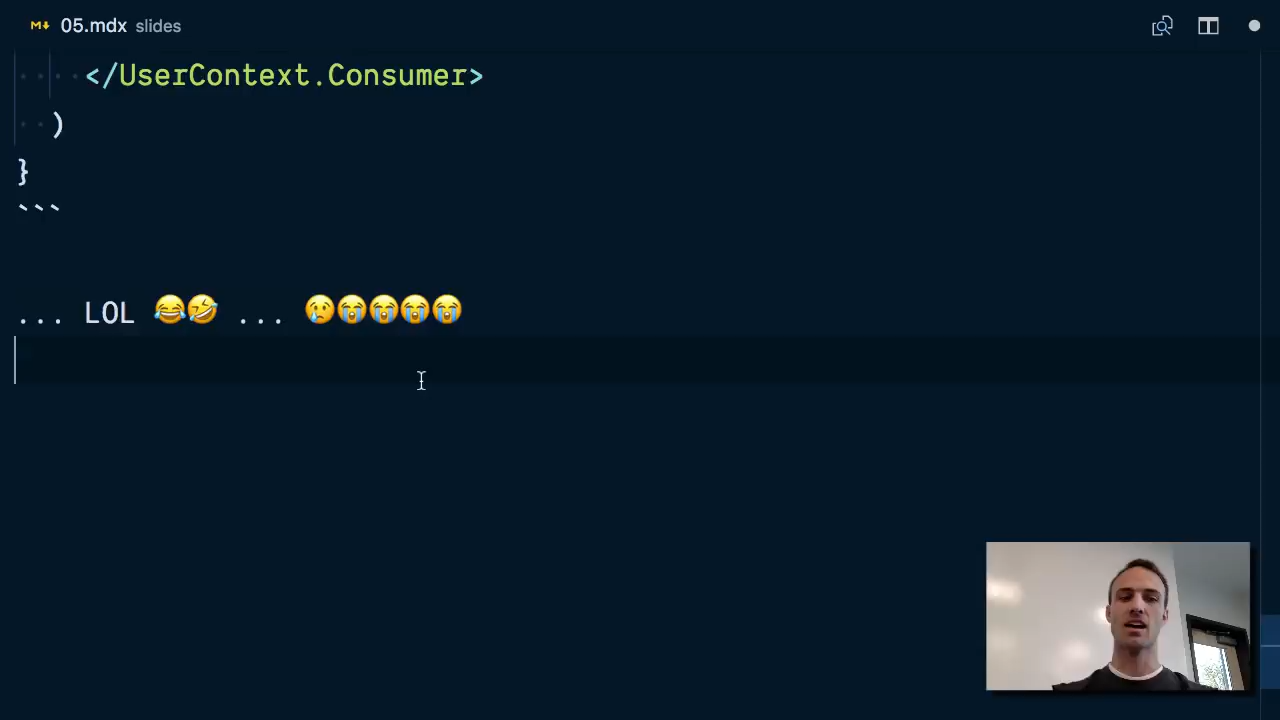 M 05.mdx slides
</UserContext.Consumer>
)
}
```
... LOL 😂🤣 ... 😢😭😭😭😭